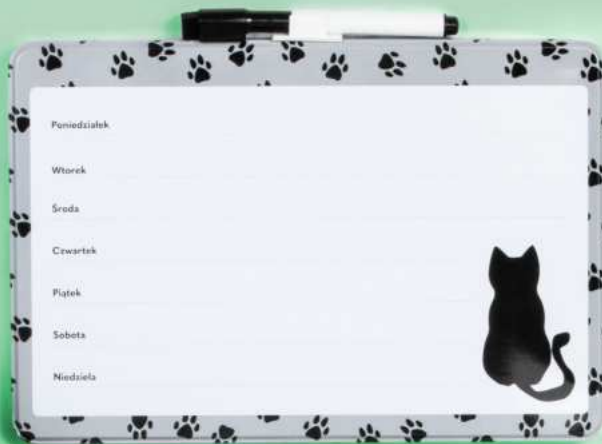 Poniedziałek
Wtorek
Środa
Czwartek
Piątek
Sobota
Niedziela